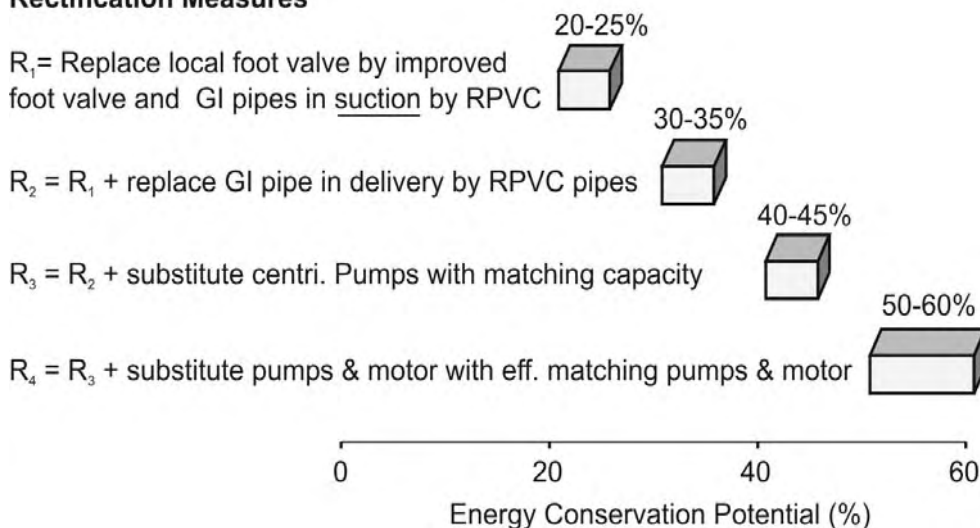 Rectification Measures
20-25%
R₁= Replace local foot valve by improved
foot valve and GI pipes in suction by RPVC
30-35%
R₂ = R₁ + replace GI pipe in delivery by RPVC pipes
40-45%
R₃ = R₂ + substitute centri. Pumps with matching capacity
50-60%
R₄ = R₃ + substitute pumps & motor with eff. matching pumps & motor
0 20 40 60
Energy Conservation Potential (%)